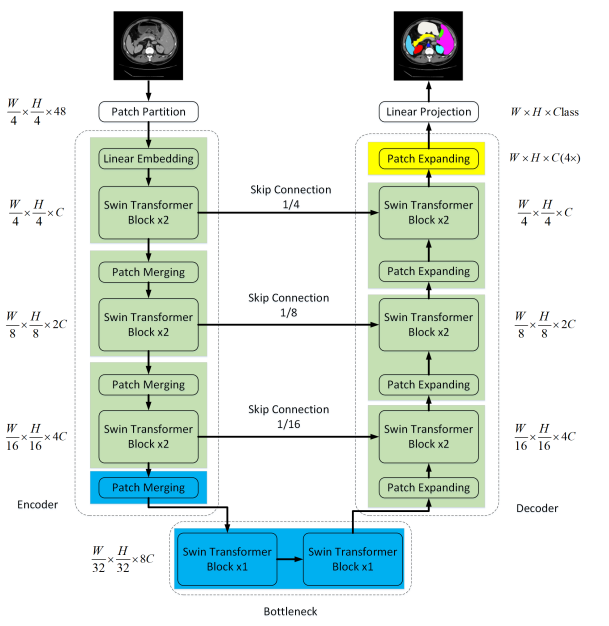 W/4 × H/4 × 48
Patch Partition
Linear Projection
W × H × Class
Linear Embedding
Patch Expanding
W × H × C(4×)
W/4 × H/4 × C
Swin Transformer
Block x2
Skip Connection
1/4
Swin Transformer
Block x2
W/4 × H/4 × C
Patch Merging
Patch Expanding
W/8 × H/8 × 2C
Swin Transformer
Block x2
Skip Connection
1/8
Swin Transformer
Block x2
W/8 × H/8 × 2C
Patch Merging
Patch Expanding
W/16 × H/16 × 4C
Swin Transformer
Block x2
Skip Connection
1/16
Swin Transformer
Block x2
W/16 × H/16 × 4C
Patch Merging
Patch Expanding
Encoder
Decoder
W/32 × H/32 × 8C
Swin Transformer
Block x1
Swin Transformer
Block x1
Bottleneck